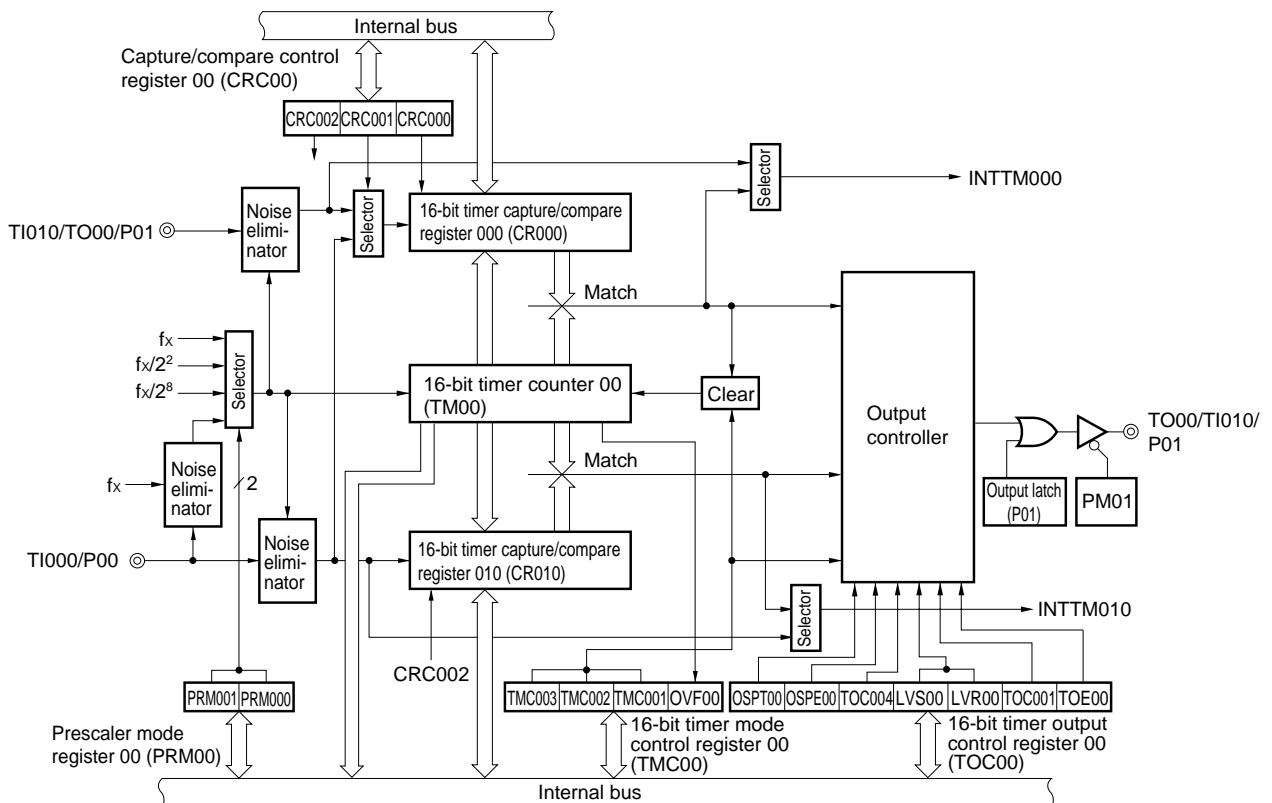 Internal bus
Capture/compare control
register 00 (CRC00)
CRC002 CRC001 CRC000
Selector
INTTM000
TI010/TO00/P01
Noise
elimi-
nator
Selector
16-bit timer capture/compare
register 000 (CR000)
Match
fX
fX/2²
fX/2⁸
Selector
16-bit timer counter 00
(TM00)
Clear
Output
controller
TO00/TI010/
P01
Match
fX
Noise
elimi-
nator
2
Output latch
(P01)
PM01
TI000/P00
Noise
elimi-
nator
16-bit timer capture/compare
register 010 (CR010)
Selector
INTTM010
CRC002
PRM001 PRM000
TMC003 TMC002 TMC001 OVF00
OSPT00 OSPE00 TOC004 LVS00 LVR00 TOC001 TOE00
Prescaler mode
register 00 (PRM00)
16-bit timer mode
control register 00
(TMC00)
16-bit timer output
control register 00
(TOC00)
Internal bus